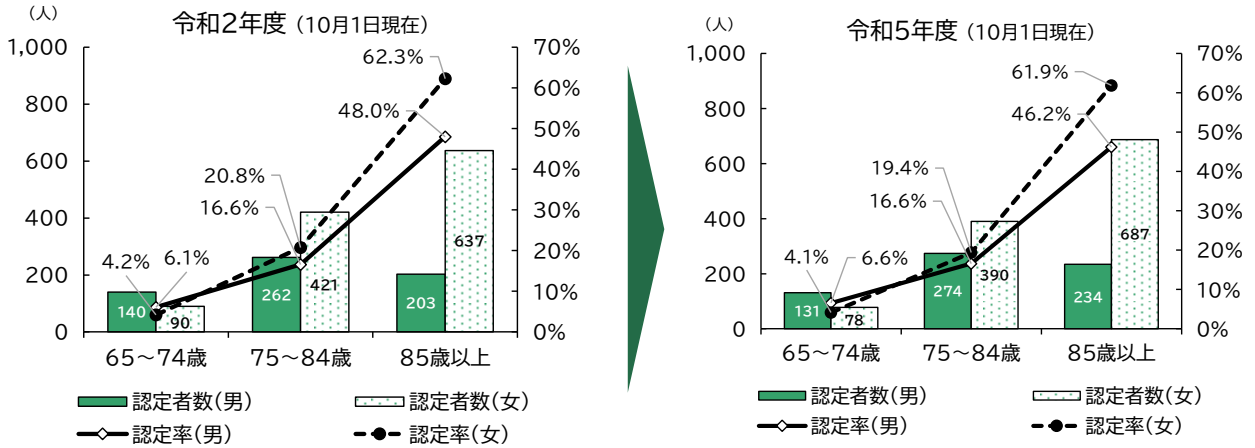 令和2年度 (10月1日現在)
(人)
1,000
800
600
400
200
0
70%
60%
50%
40%
30%
20%
10%
0%
62.3%
48.0%
20.8%
16.6%
4.2%
6.1%
140
90
262
421
203
637
65~74歳
75~84歳
85歳以上
認定者数(男)
認定者数(女)
認定率(男)
認定率(女)
令和5年度 (10月1日現在)
(人)
1,000
800
600
400
200
0
70%
60%
50%
40%
30%
20%
10%
0%
61.9%
46.2%
19.4%
16.6%
4.1%
6.6%
131
78
274
390
234
687
65~74歳
75~84歳
85歳以上
認定者数(男)
認定者数(女)
認定率(男)
認定率(女)